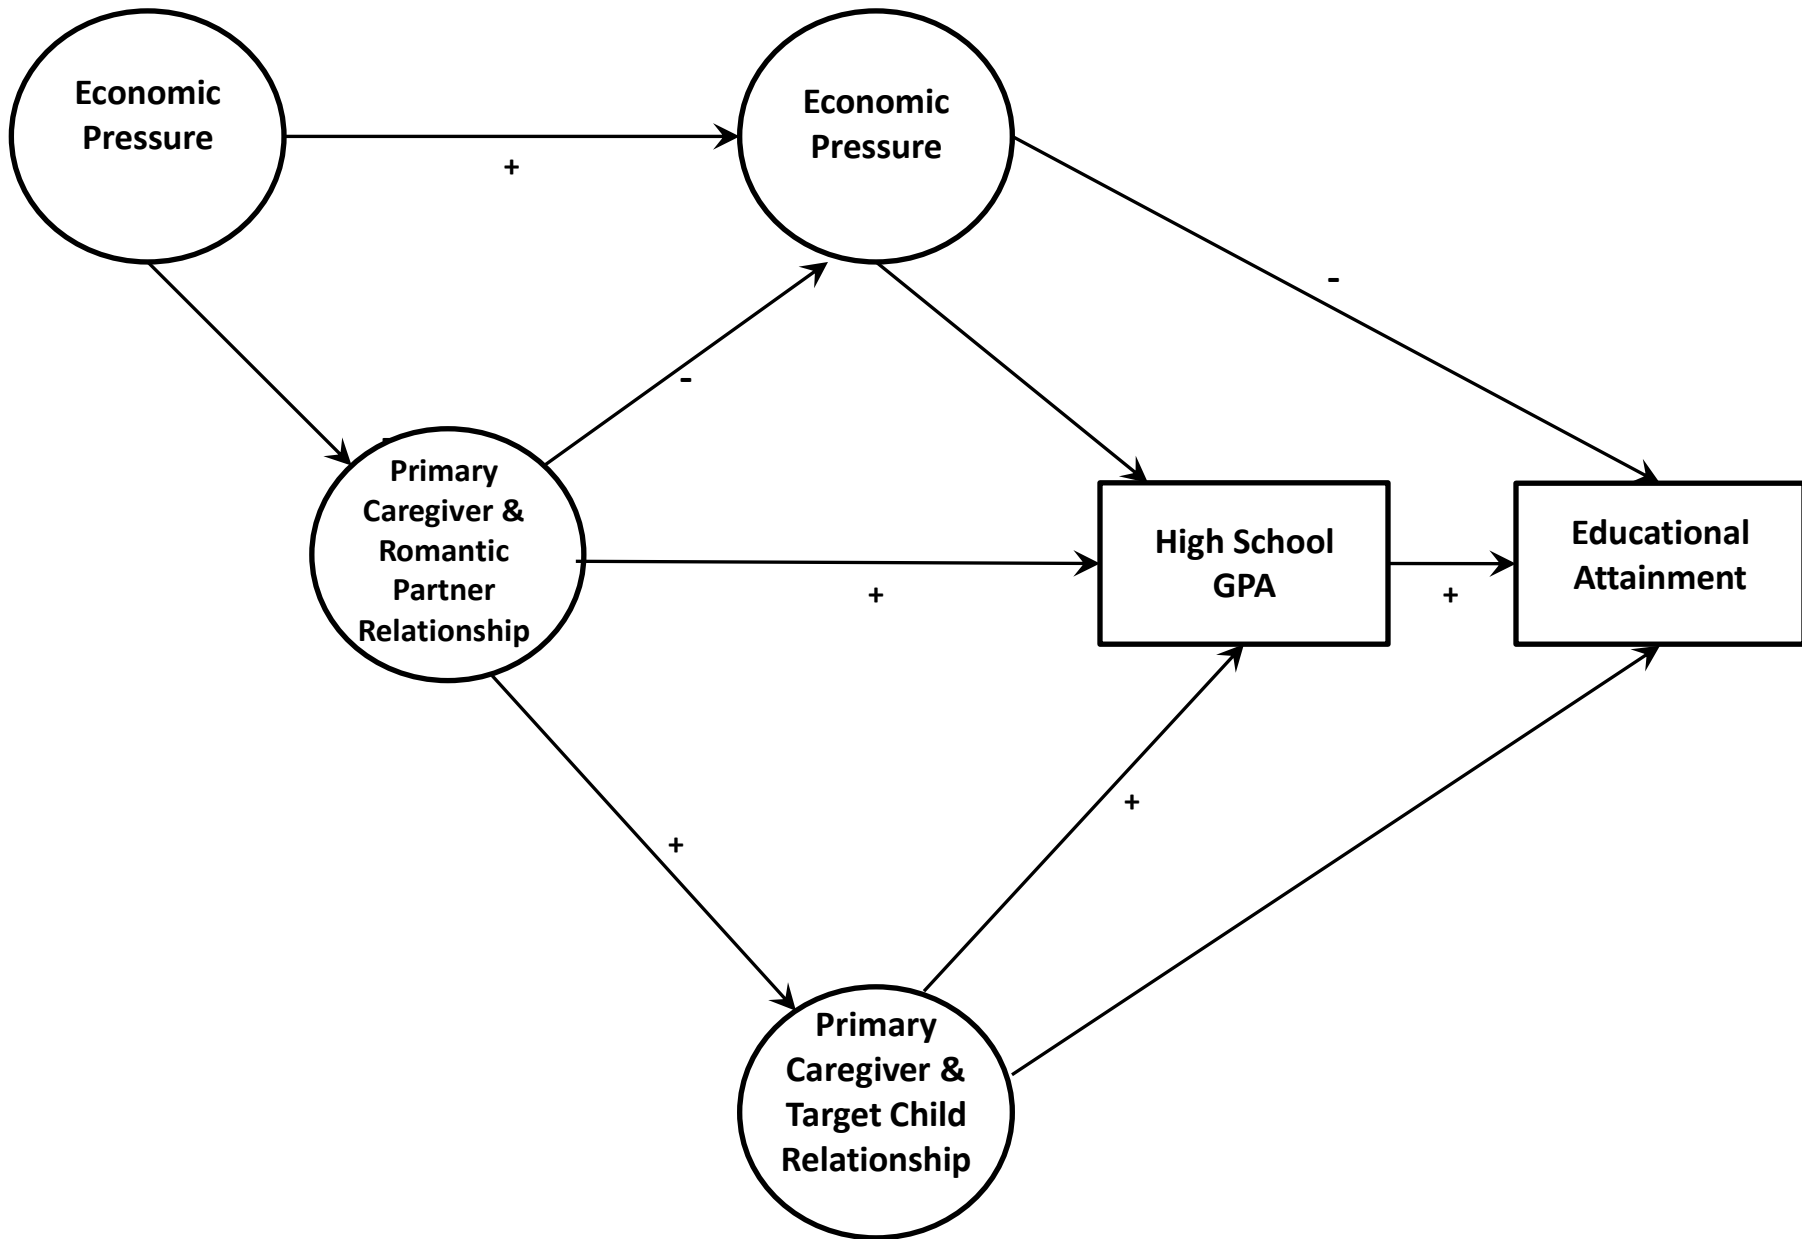 Economic
Pressure
Economic
Pressure
+
-
-
-
Primary
Caregiver &
Romantic
Partner
Relationship
High School
GPA
Educational
Attainment
+
+
+
+
Primary
Caregiver &
Target Child
Relationship